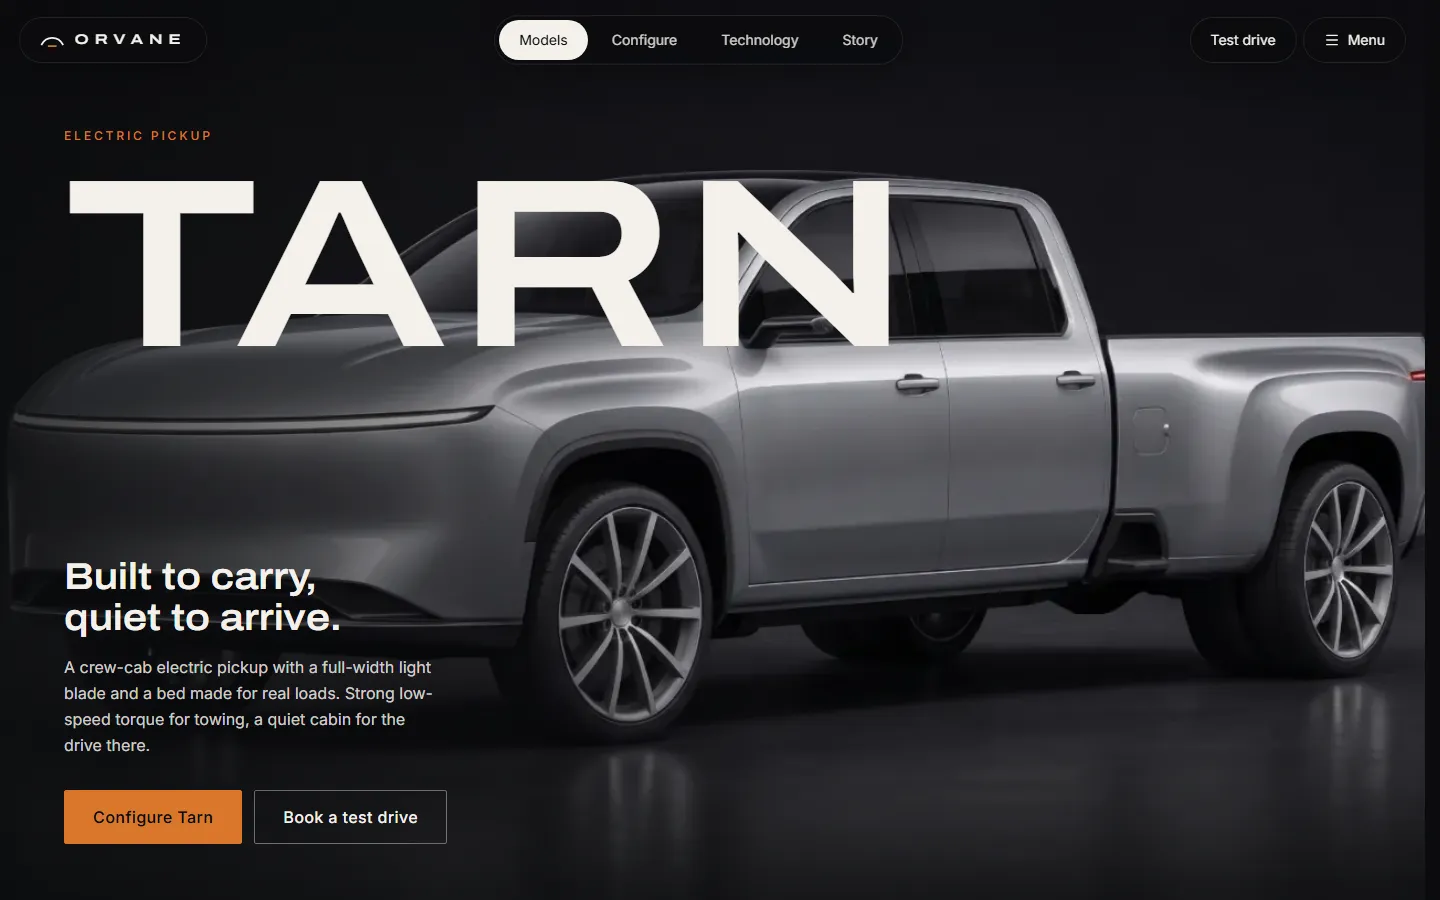 ORVANE
Models
Configure
Technology
Story
Test drive
Menu
ELECTRIC PICKUP
TARN
Built to carry,
quiet to arrive.
A crew-cab electric pickup with a full-width light
blade and a bed made for real loads. Strong low-
speed torque for towing, a quiet cabin for the
drive there.
Configure Tarn
Book a test drive